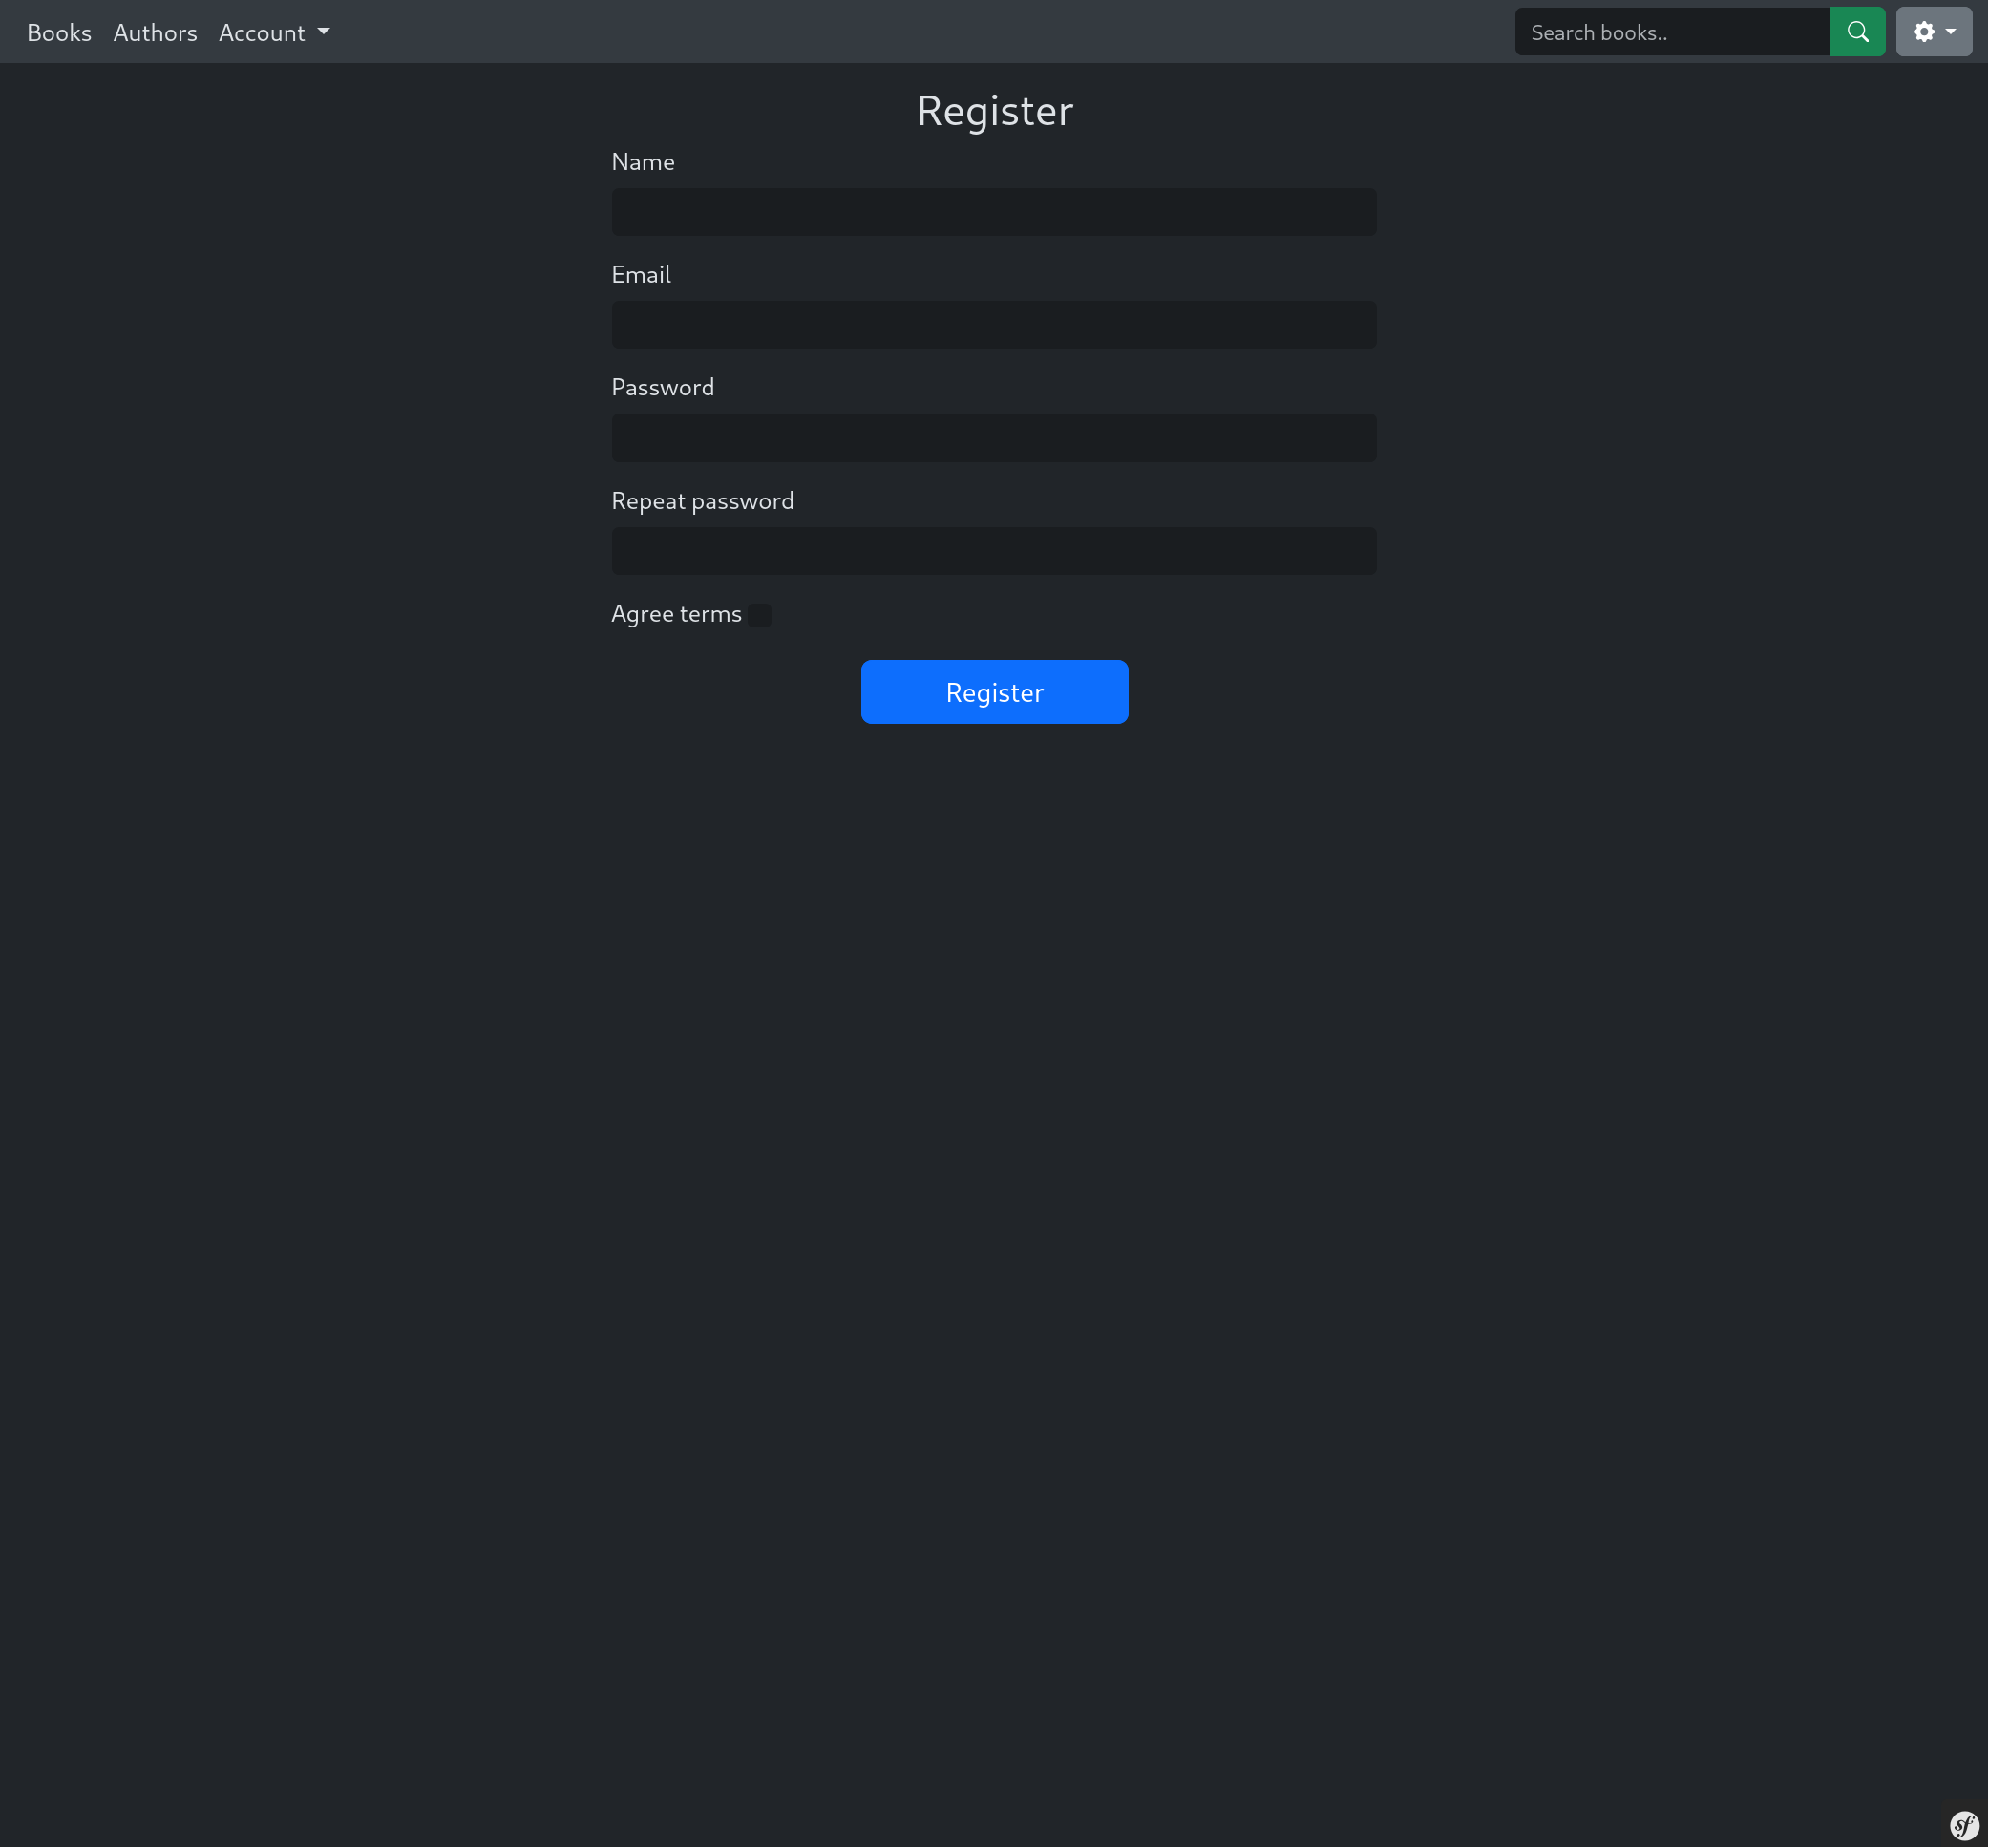 Books Authors Account Search books..
Register
Name
Email
Password
Repeat password
Agree terms
Register
sf